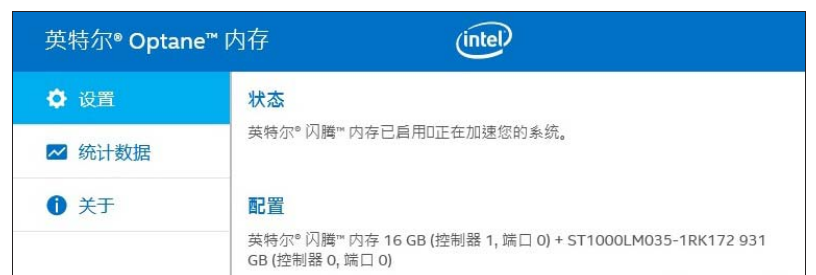 英特尔® Optane™ 内存
intel
设置
统计数据
关于
状态
英特尔® 闪腾™ 内存已启用□正在加速您的系统。
配置
英特尔® 闪腾™ 内存 16 GB (控制器 1, 端口 0) + ST1000LM035-1RK172 931
GB (控制器 0, 端口 0)